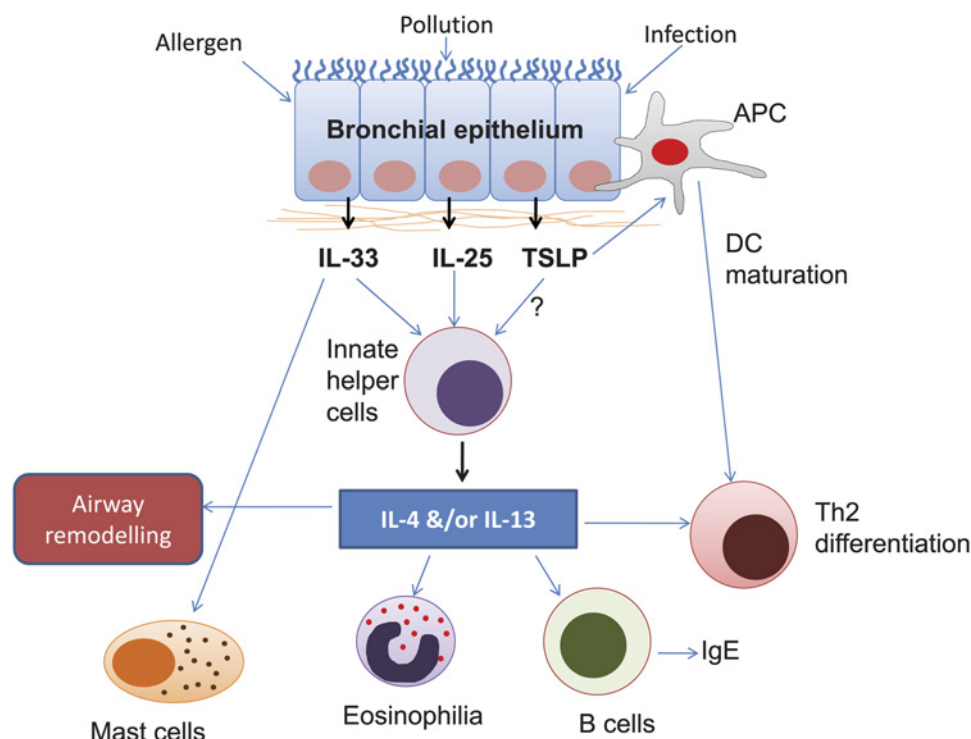 Pollution
Allergen
Infection
APC
Bronchial epithelium
IL-33
IL-25
TSLP
DC
maturation
?
Innate
helper
cells
Airway
remodelling
IL-4 &/or IL-13
Th2
differentiation
IgE
Mast cells
Eosinophilia
B cells